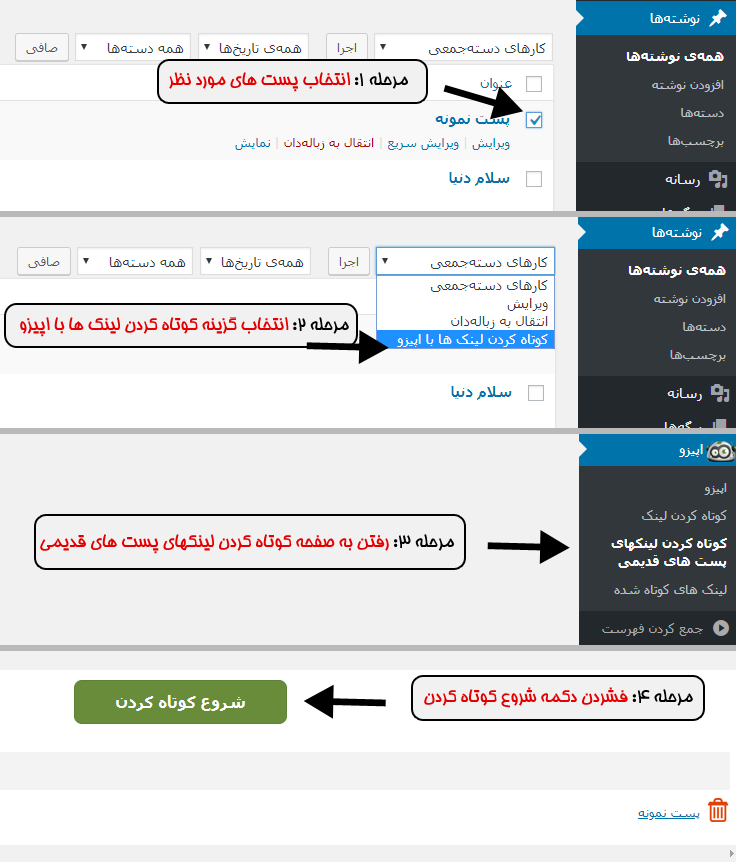 نوشته‌ها
همه‌ی نوشته‌ها
افزودن نوشته
دسته‌ها
برچسب‌ها
رسانه
کارهای دسته‌جمعی
اجرا
همه‌ی تاریخ‌ها
همه دسته‌ها
صافی
عنوان
مرحله ۱: انتخاب پست های مورد نظر
پست نمونه
ویرایش | ویرایش سریع | انتقال به زباله‌دان | نمایش
سلام دنیا
نوشته‌ها
همه‌ی نوشته‌ها
افزودن نوشته
دسته‌ها
برچسب‌ها
رسانه
برگه‌ها
کارهای دسته‌جمعی
اجرا
همه‌ی تاریخ‌ها
همه دسته‌ها
صافی
کارهای دسته‌جمعی
ویرایش
انتقال به زباله‌دان
کوتاه کردن لینک ها با اپیزو
مرحله ۲: انتخاب گزینه کوتاه کردن لینک ها با اپیزو
سلام دنیا
اپیزو
اپیزو
کوتاه کردن لینک
کوتاه کردن لینکهای
پست های قدیمی
لینک های کوتاه شده
جمع کردن فهرست
مرحله ۳: رفتن به صفحه کوتاه کردن لینکهای پست های قدیمی
مرحله ۴: فشردن دکمه شروع کوتاه کردن
شروع کوتاه کردن
پست نمونه